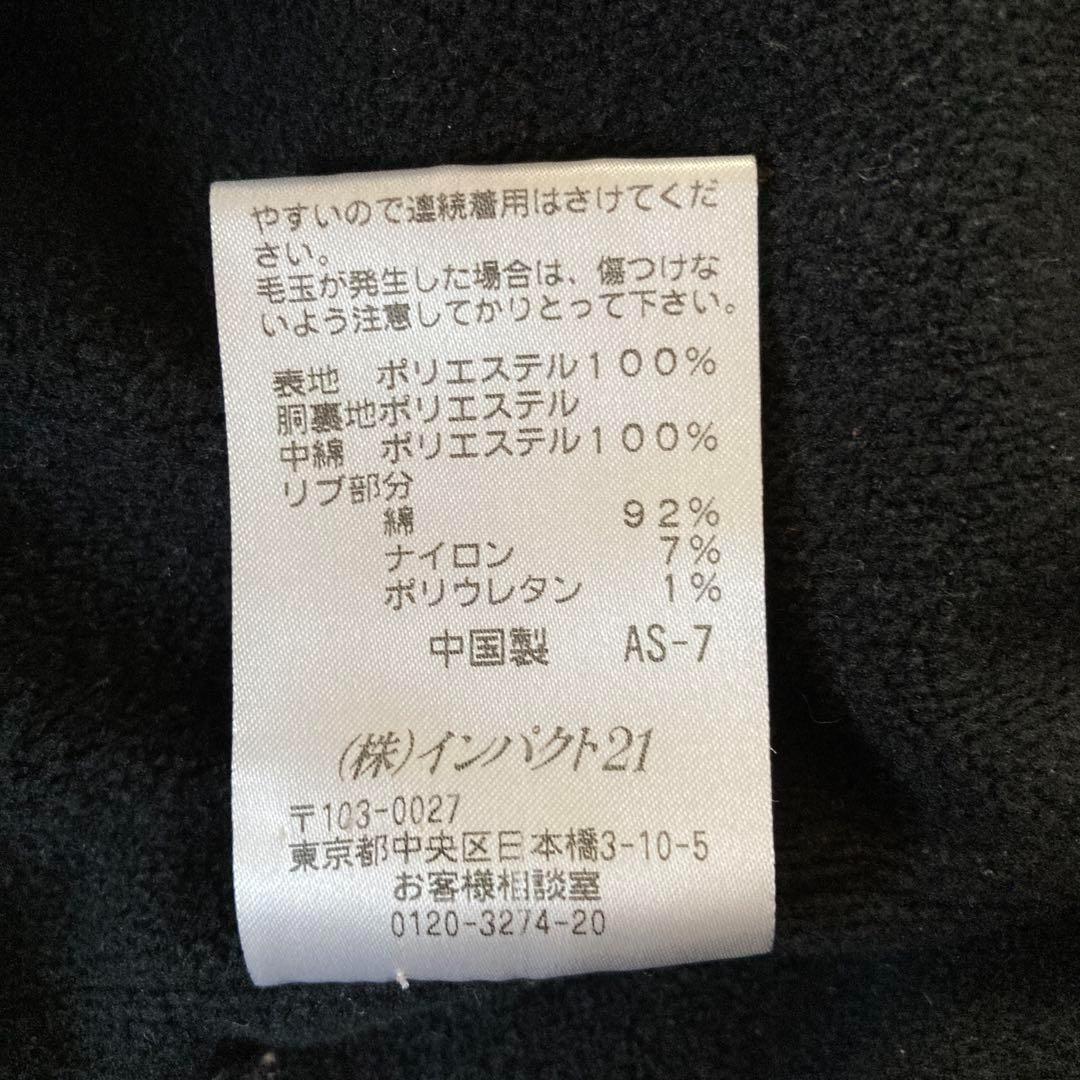 やすいので連続着用はさけてくだ
さい。
毛玉が発生した場合は、傷つけな
いよう注意してかりとって下さい。
表地　ポリエステル１００％
胴裏地ポリエステル
中綿　ポリエステル１００％
リブ部分
綿　９２％
ナイロン　７％
ポリウレタン　１％
中国製　AS-7
(株)インパクト21
〒103-0027
東京都中央区日本橋3-10-5
お客様相談室
0120-3274-20